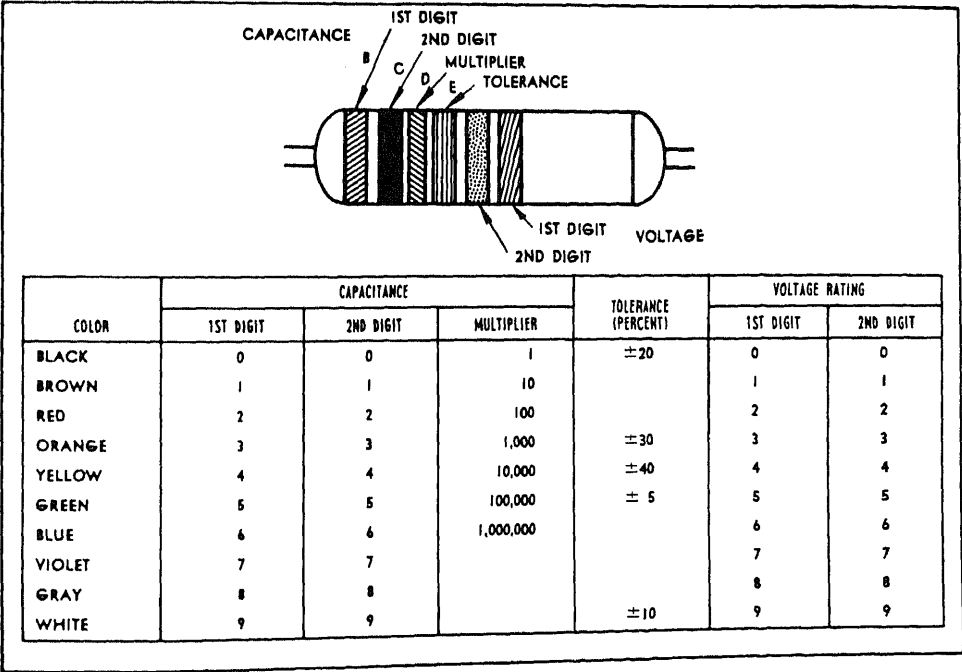 1ST DIGIT
CAPACITANCE
2ND DIGIT
B
MULTIPLIER
C
D
TOLERANCE
E
1ST DIGIT
VOLTAGE
2ND DIGIT
COLOR CAPACITANCE TOLERANCE (PERCENT) VOLTAGE RATING
1ST DIGIT 2ND DIGIT MULTIPLIER 1ST DIGIT 2ND DIGIT
BLACK 0 0 1 ±20 0 0
BROWN 1 1 10 1 1
RED 2 2 100 2 2
ORANGE 3 3 1,000 ±30 3 3
YELLOW 4 4 10,000 ±40 4 4
GREEN 5 5 100,000 ± 5 5 5
BLUE 6 6 1,000,000 6 6
VIOLET 7 7 7 7
GRAY 8 8 8 8
WHITE 9 9 ±10 9 9